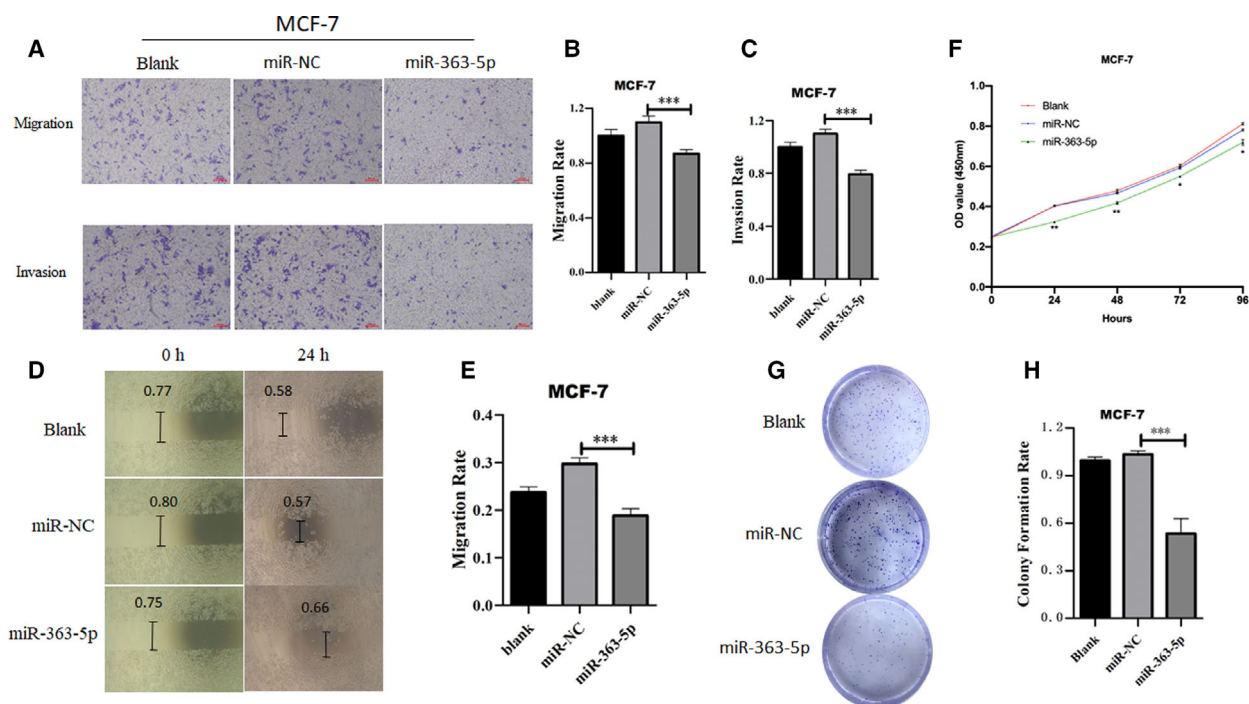 MCF-7
A
Blank
miR-NC
miR-363-5p
Migration
Invasion
B
MCF-7
***
1.2
0.9
0.6
0.3
0.0
Migration Rate
blank
miR-NC
miR-363-5p
C
MCF-7
***
1.2
0.8
0.4
0.0
Invasion Rate
blank
miR-NC
miR-363-5p
F
MCF-7
1.0
0.8
0.6
0.4
0.2
0.0
OD value (450nm)
Blank
miR-NC
miR-363-5p
**
**
*
*
0
24
48
72
96
Hours
D
0 h
24 h
Blank
0.77
0.58
miR-NC
0.80
0.57
miR-363-5p
0.75
0.66
E
MCF-7
***
0.4
0.3
0.2
0.1
0.0
Migration Rate
blank
miR-NC
miR-363-5p
G
Blank
miR-NC
miR-363-5p
H
MCF-7
***
1.2
0.9
0.6
0.3
0.0
Colony Formation Rate
Blank
miR-NC
miR-363-5p